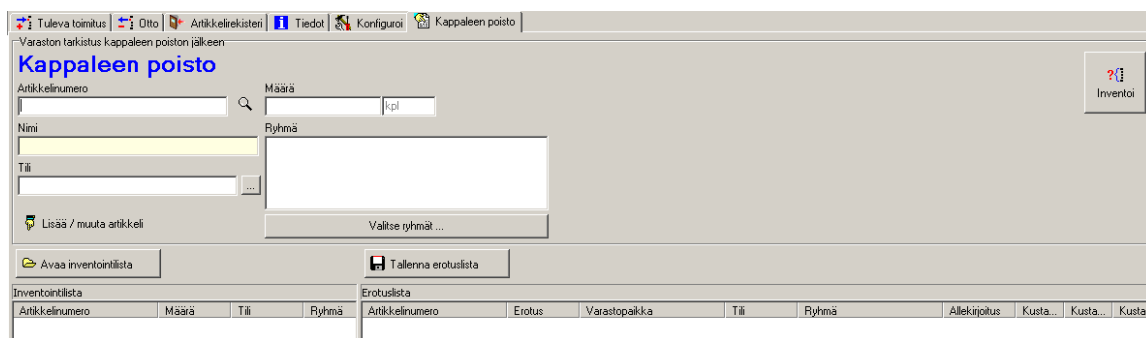 Tuleva toimitus Otto Artikkelirekisteri Tiedot Konfiguroi Kappaleen poisto
Varaston tarkistus kappaleen poiston jälkeen
Kappaleen poisto
Artikkelinumero Määrä
kpl
Inventoi
Nimi Ryhmä
Tili
...
Lisää / muuta artikkeli Valitse ryhmät ...
Avaa inventointilista Tallenna erotuslista
Inventointilista Erotuslista
Artikkelinumero Määrä Tili Ryhmä Artikkelinumero Erotus Varastopaikka Tili Ryhmä Allekirjoitus Kusta... Kusta... Kusta